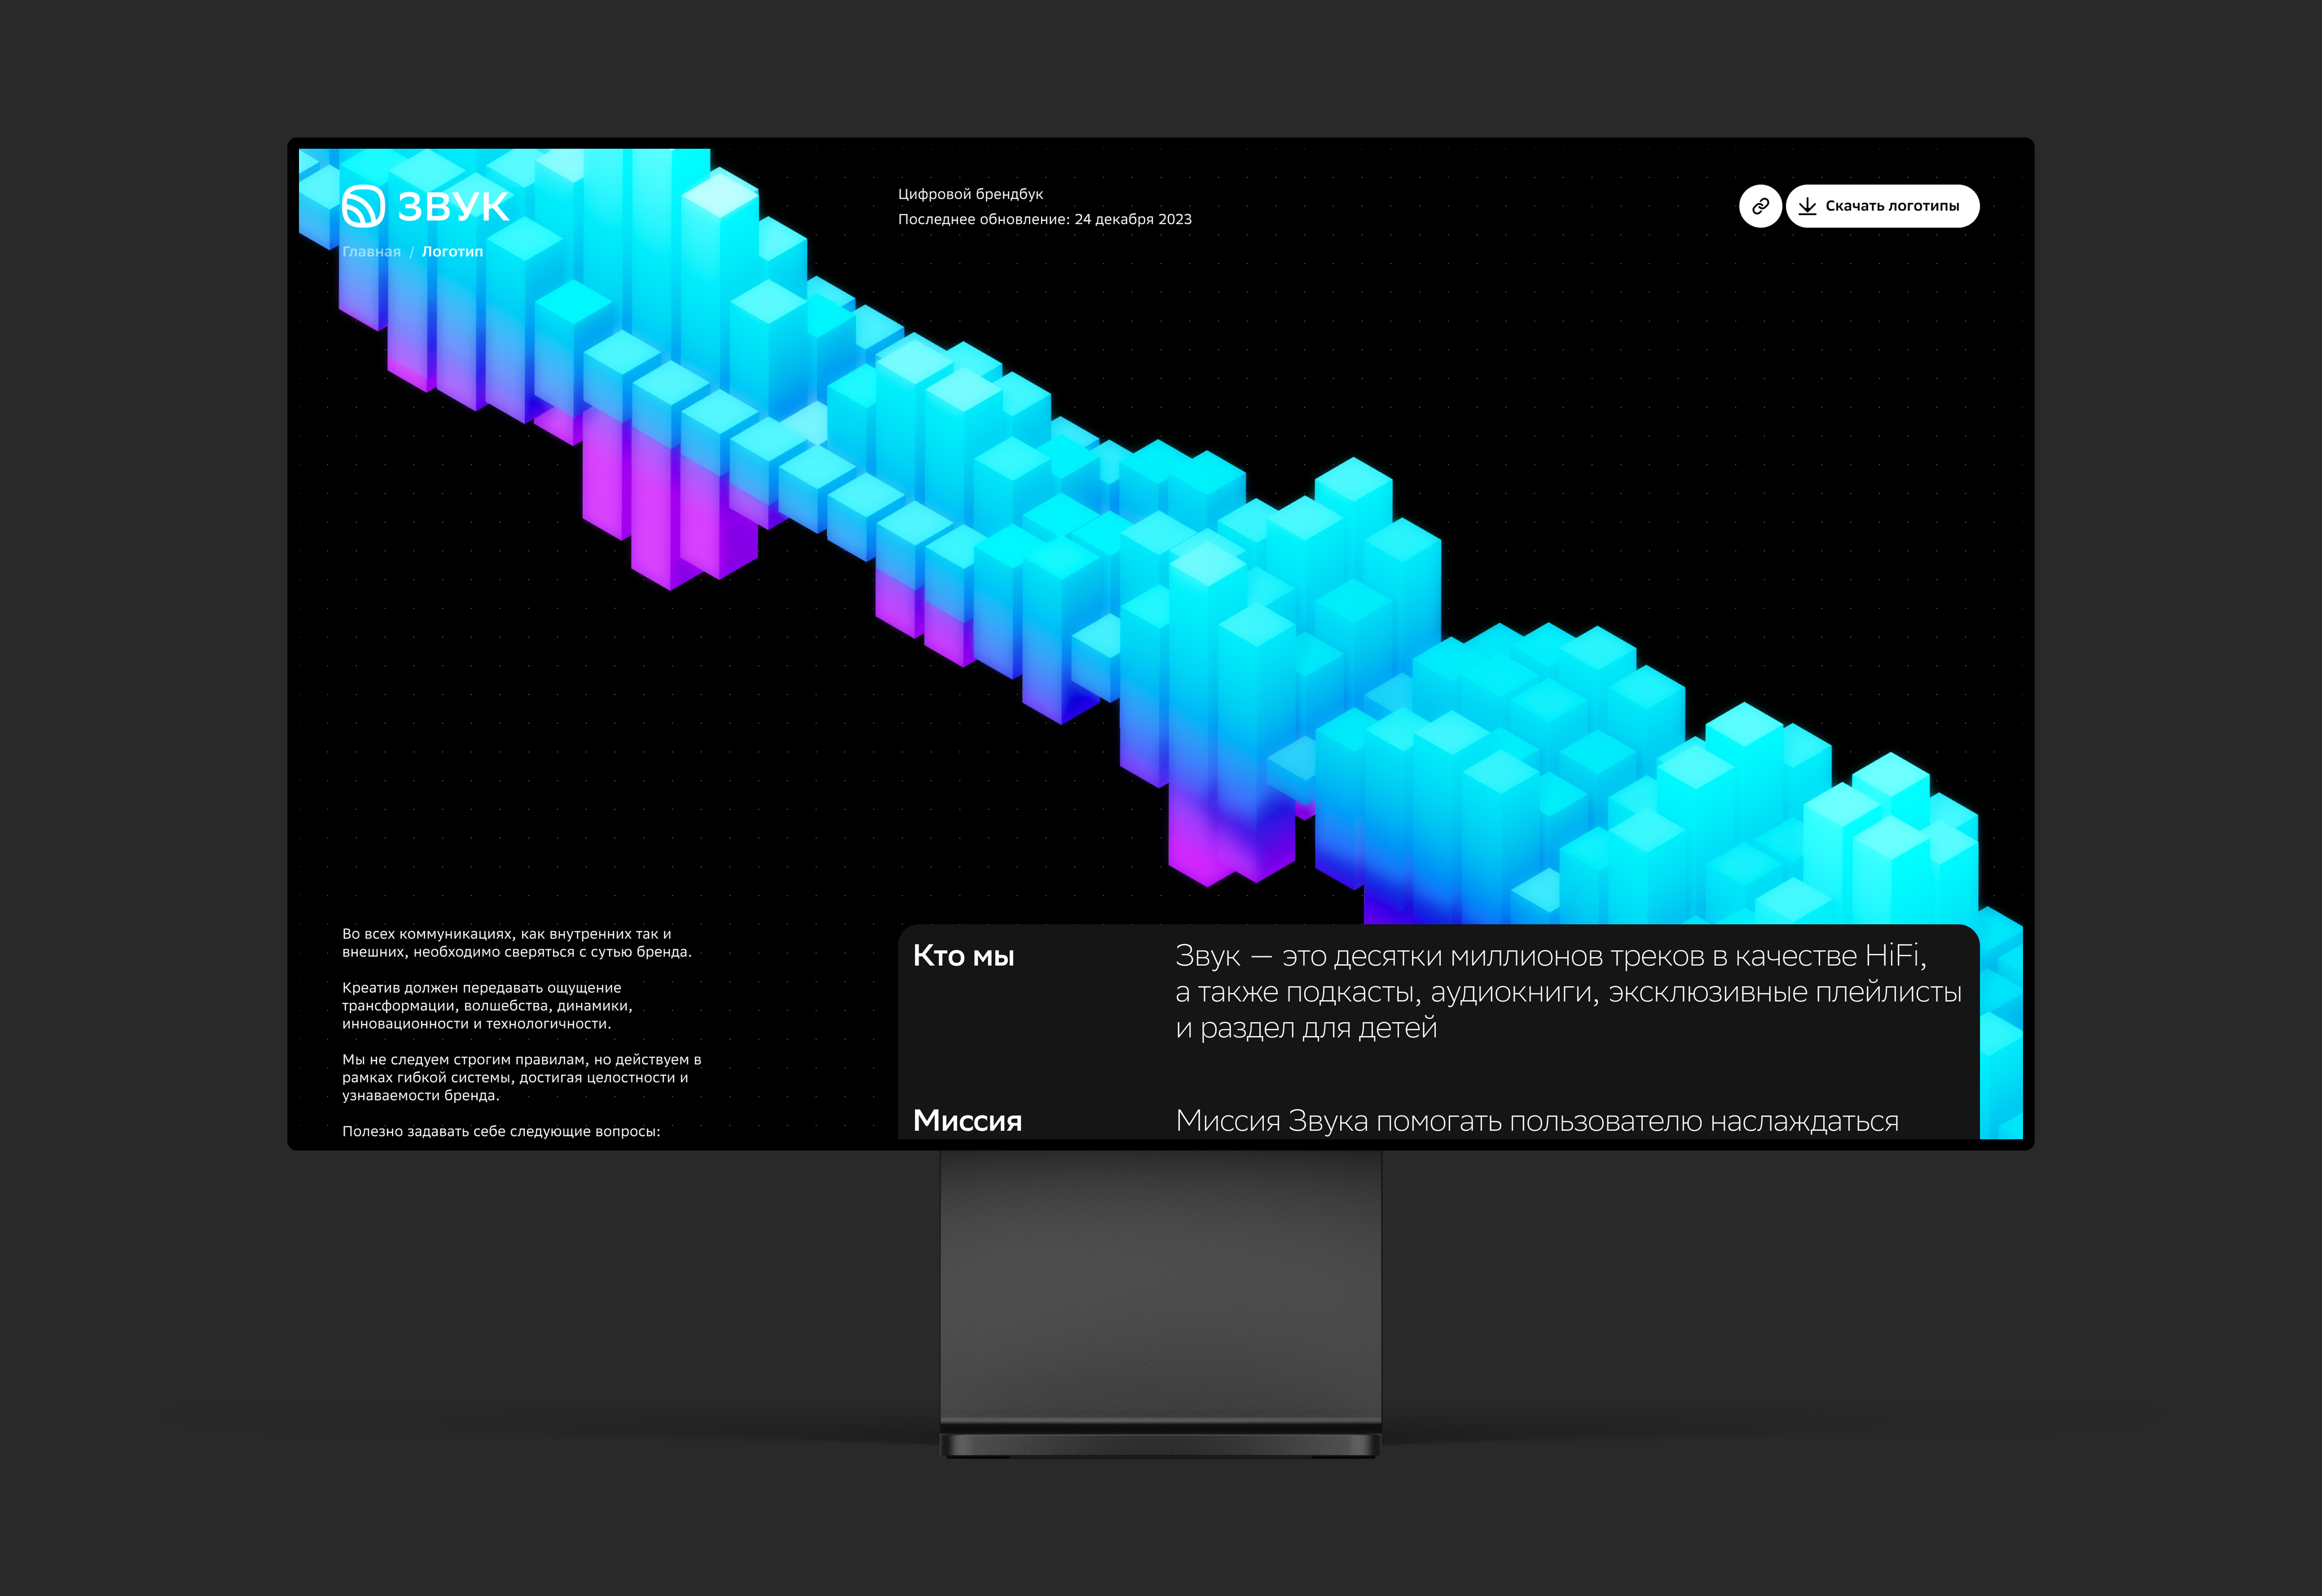 ЗВУК
Главная / Логотип
Цифровой брендбук
Последнее обновление: 24 декабря 2023
Скачать логотипы
Во всех коммуникациях, как внутренних так и
внешних, необходимо сверяться с сутью бренда.
Креатив должен передавать ощущение
трансформации, волшебства, динамики,
инновационности и технологичности.
Мы не следуем строгим правилам, но действуем в
рамках гибкой системы, достигая целостности и
узнаваемости бренда.
Полезно задавать себе следующие вопросы:
Кто мы
Звук — это десятки миллионов треков в качестве HiFi,
а также подкасты, аудиокниги, эксклюзивные плейлисты
и раздел для детей
Миссия
Миссия Звука помогать пользователю наслаждаться